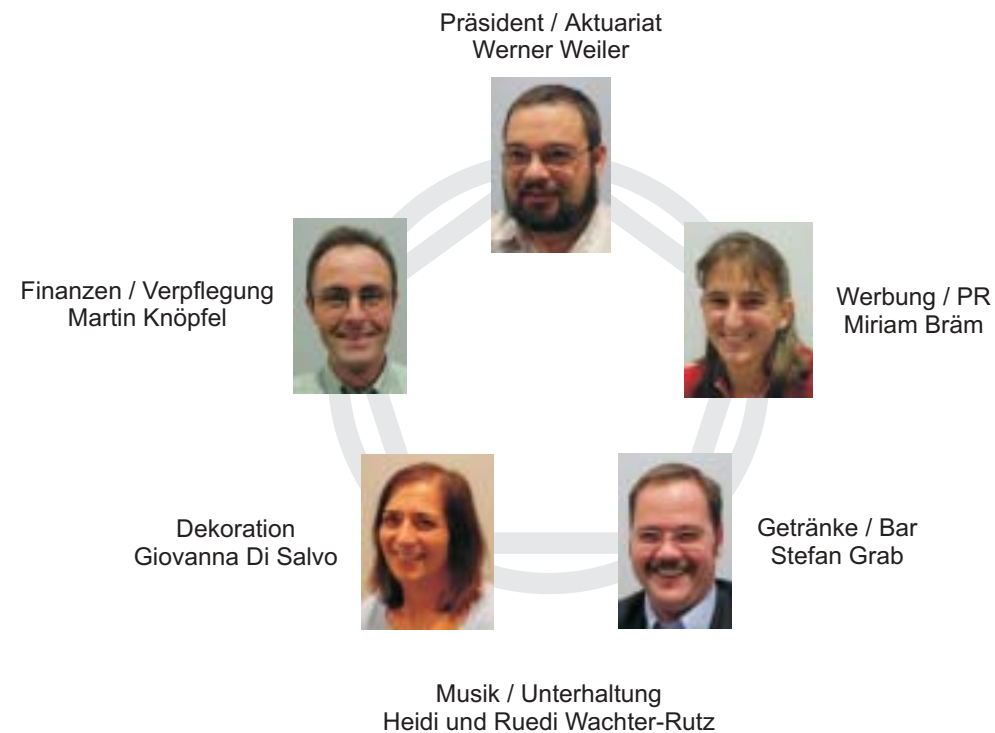 Präsident / Aktuariat
Werner Weiler
Finanzen / Verpflegung
Martin Knöpfel
Werbung / PR
Miriam Bräm
Dekoration
Giovanna Di Salvo
Getränke / Bar
Stefan Grab
Musik / Unterhaltung
Heidi und Ruedi Wachter-Rutz